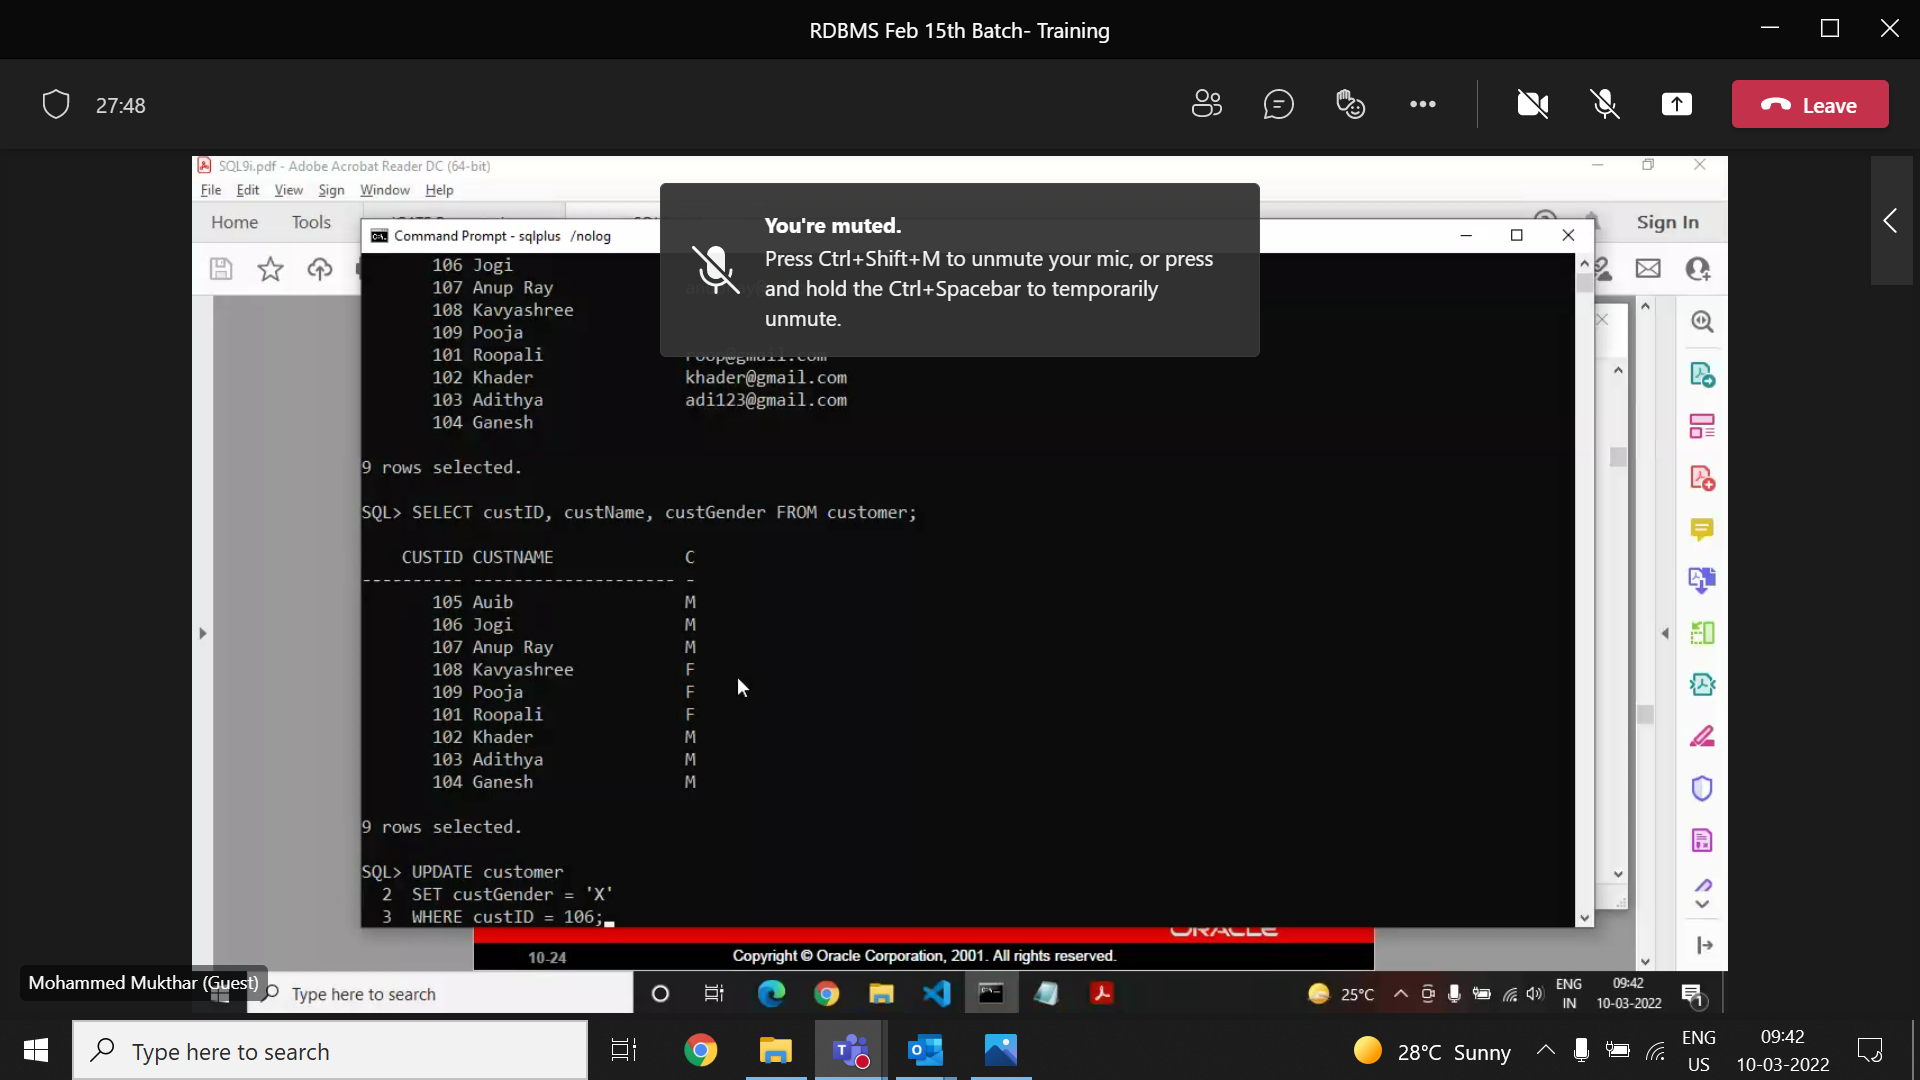 RDBMS Feb 15th Batch- Training
27:48
Leave
SQL9i.pdf - Adobe Acrobat Reader DC (64-bit)
File Edit View Sign Window Help
Home Tools
Sign In
Command Prompt - sqlplus /nolog
You're muted.
Press Ctrl+Shift+M to unmute your mic, or press
and hold the Ctrl+Spacebar to temporarily
unmute.
106 Jogi
107 Anup Ray
108 Kavyashree
109 Pooja
101 Roopali roop@gmail.com
102 Khader khader@gmail.com
103 Adithya adi123@gmail.com
104 Ganesh
9 rows selected.
SQL> SELECT custID, custName, custGender FROM customer;
CUSTID CUSTNAME C
---------- -------------------- -
105 Auib M
106 Jogi M
107 Anup Ray M
108 Kavyashree F
109 Pooja F
101 Roopali F
102 Khader M
103 Adithya M
104 Ganesh M
9 rows selected.
SQL> UPDATE customer
2 SET custGender = 'X'
3 WHERE custID = 106;
ORACLE
10-24 Copyright © Oracle Corporation, 2001. All rights reserved.
Mohammed Mukthar (Guest)
Type here to search
25°C
ENG
IN
09:42
10-03-2022
1
Type here to search
28°C Sunny
ENG
US
09:42
10-03-2022